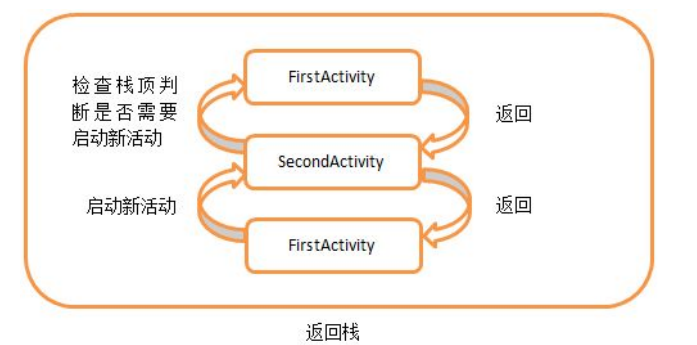 FirstActivity
检查栈顶判
断是否需要
启动新活动
返回
SecondActivity
启动新活动
返回
FirstActivity
返回栈